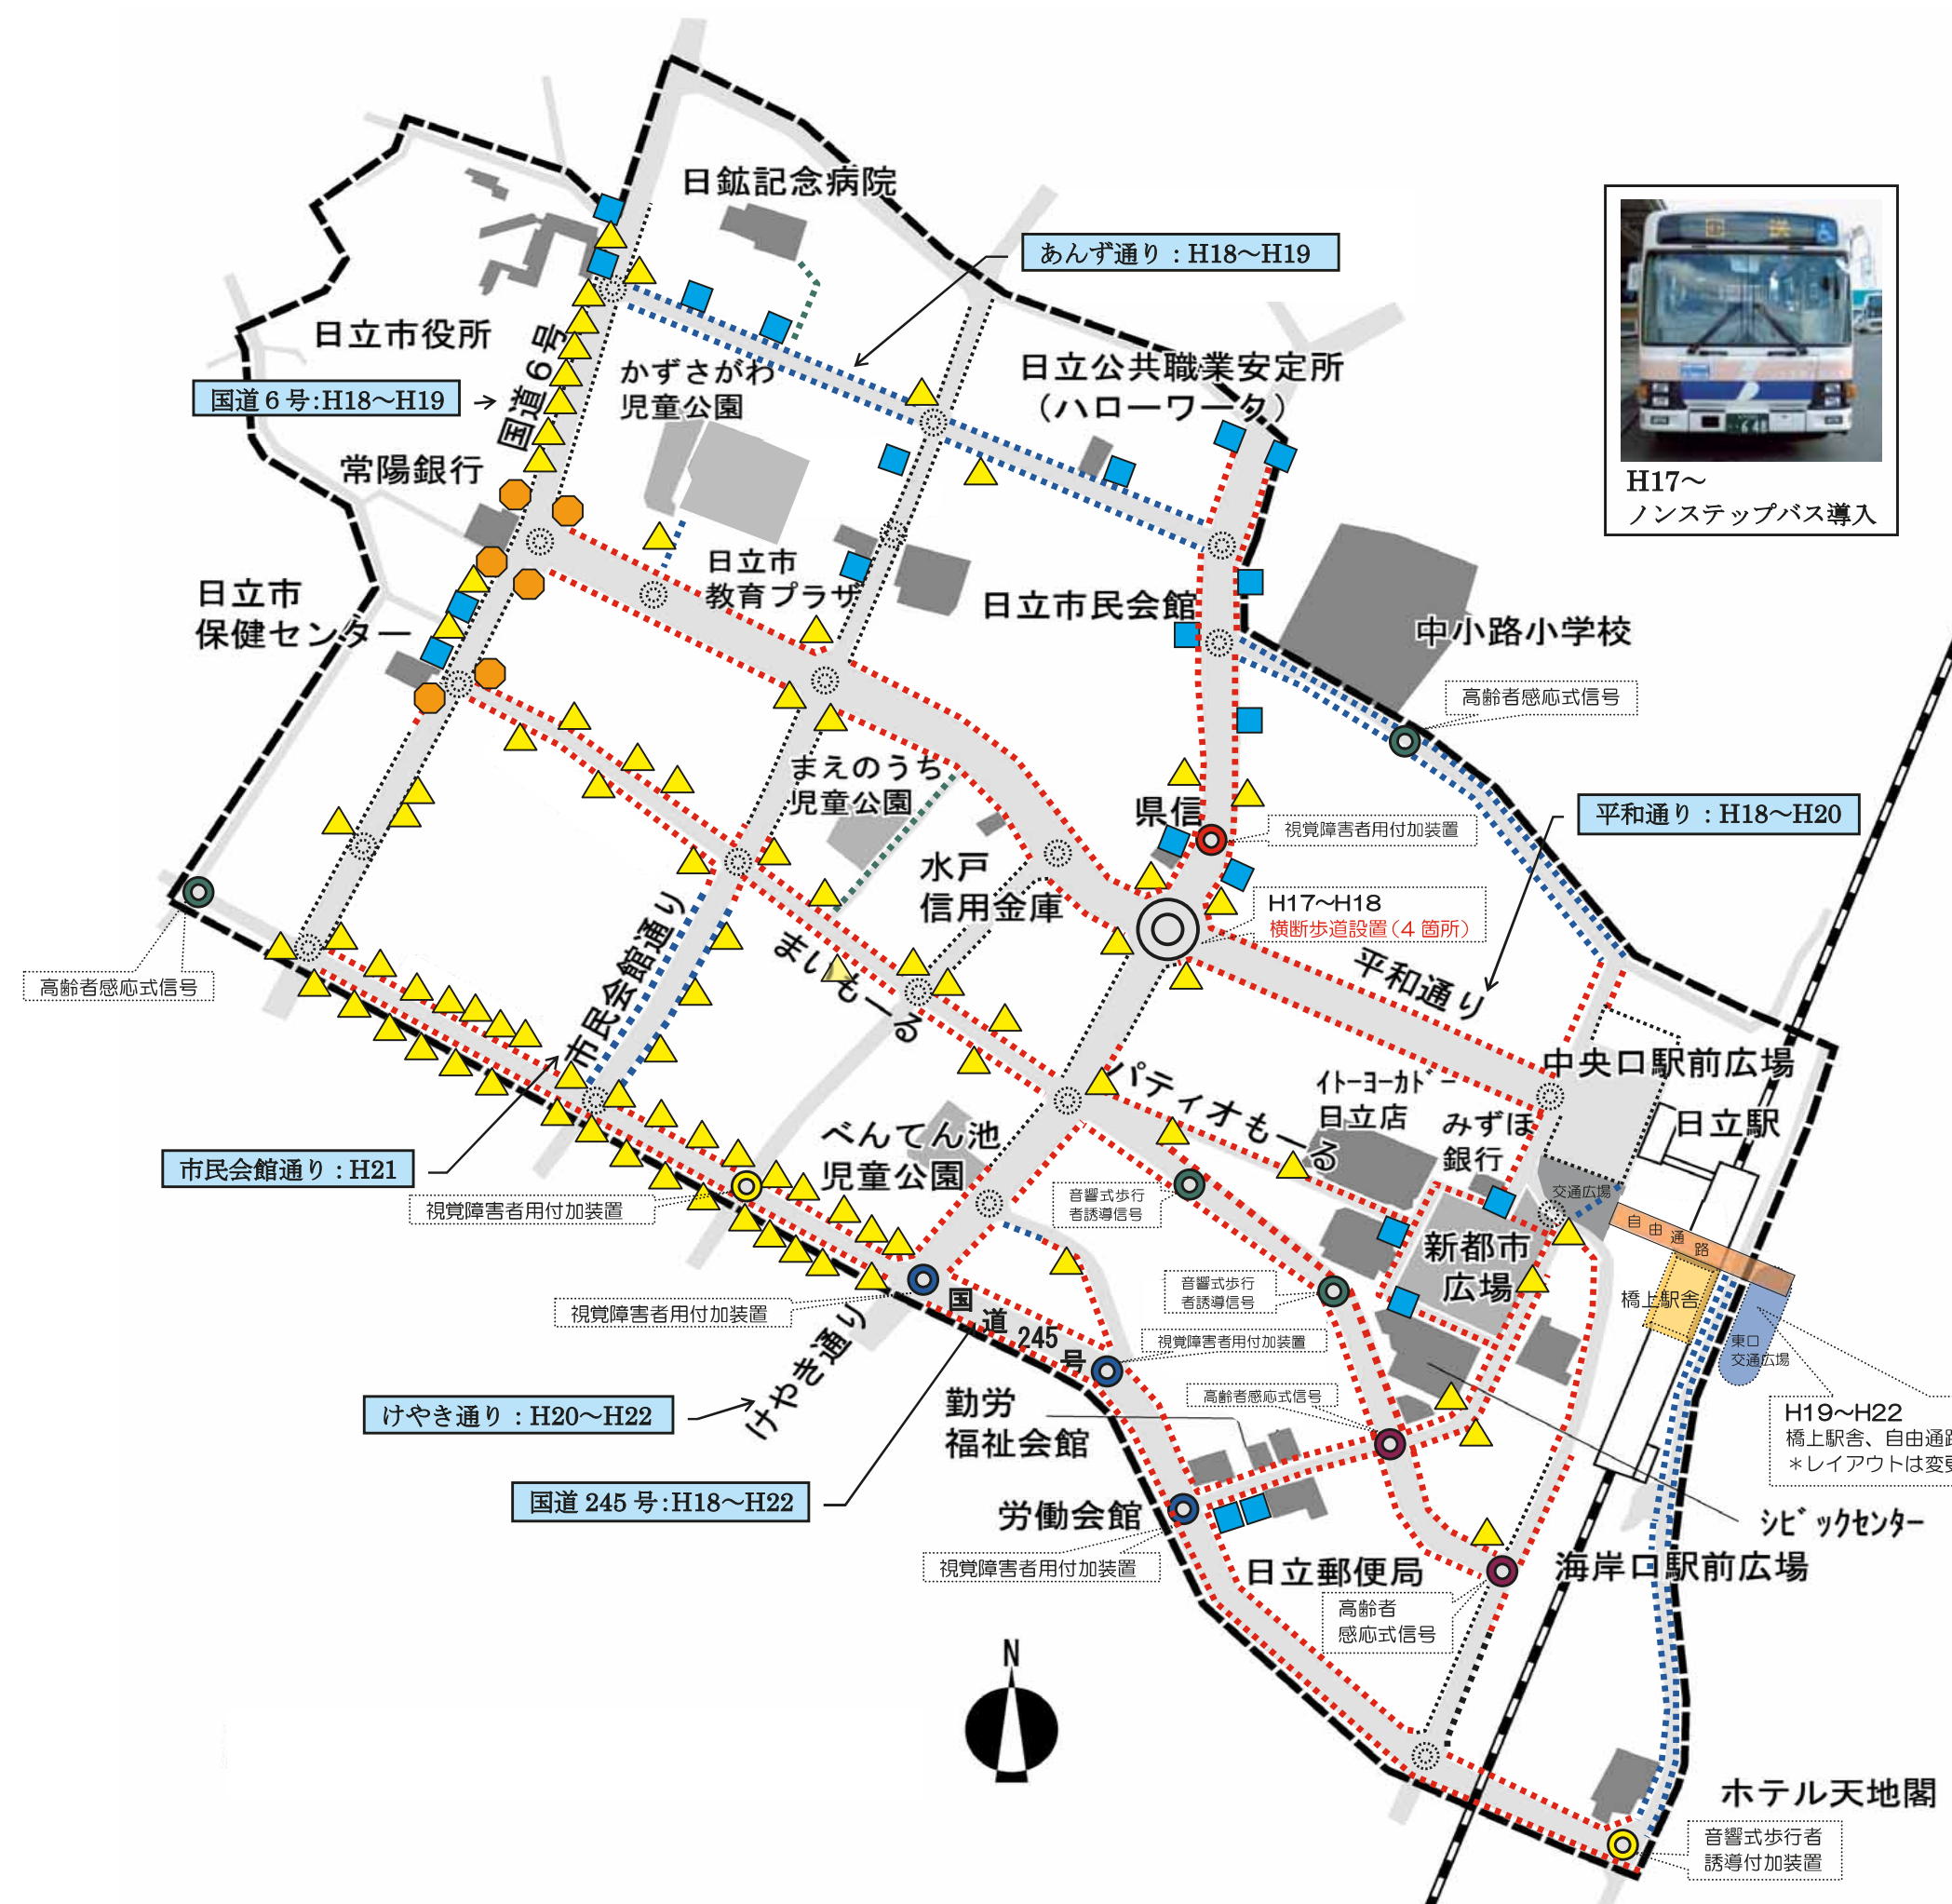 日鉱記念病院
あんず通り：H18～H19
日立市役所
国道6号
国道６号:H18～H19
かずさがわ
児童公園
日立公共職業安定所
（ハローワーク）
648
H17～
ノンステップバス導入
常陽銀行
日立市
教育プラザ
日立市民会館
日立市
保健センター
中小路小学校
高齢者感応式信号
まえのうち
児童公園
県信
視覚障害者用付加装置
平和通り：H18～H20
水戸
信用金庫
H17～H18
横断歩道設置（4箇所）
高齢者感応式信号
市民会館通り
まいもーる
平和通り
中央口駅前広場
パティオもーる
ｲﾄｰﾖｰｶﾄﾞｰ
日立店
みずほ
銀行
日立駅
べんてん池
児童公園
市民会館通り：H21
視覚障害者用付加装置
音響式歩行
者誘導信号
交通広場
自由通路
新都市
広場
音響式歩行
者誘導信号
視覚障害者用付加装置
国道245号
視覚障害者用付加装置
橋上駅舎
東口
交通広場
けやき通り
けやき通り：H20～H22
高齢者感応式信号
勤労
福祉会館
H19～H22
橋上駅舎、自由通路
＊レイアウトは変更
国道245号:H18～H22
労働会館
ｼﾋﾞｯｸｾﾝﾀｰ
視覚障害者用付加装置
日立郵便局
海岸口駅前広場
高齢者
感応式信号
N
ホテル天地閣
音響式歩行者
誘導付加装置